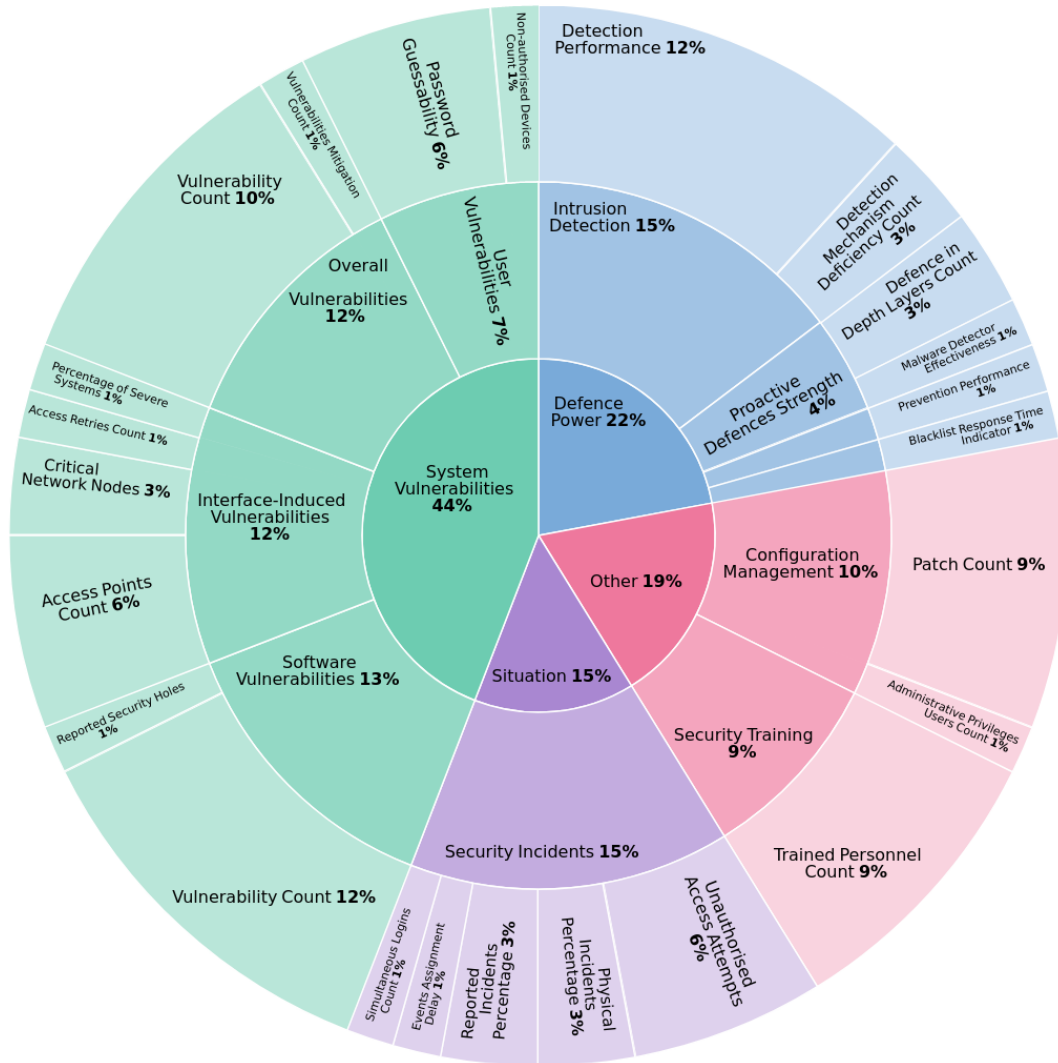 Detection
Performance 12%
Non-authorised Devices
Count 1%
Password
Guessability 6%
Vulnerabilities Mitigation
Count 1%
Vulnerability
Count 10%
Percentage of Severe
Systems 1%
Access Retries Count 1%
Critical
Network Nodes 3%
Access Points
Count 6%
Reported Security Holes
1%
Vulnerability Count 12%
Simultaneous Logins
Count 1%
Events Assignment
Delay 1%
Reported
Incidents
Percentage 3%
Physical
Incidents
Percentage 3%
Unauthorised
Access Attempts
6%
Trained Personnel
Count 9%
Administrative Privileges
Users Count 1%
Patch Count 9%
Blacklist Response Time
Indicator 1%
Prevention Performance
1%
Malware Detector
Effectiveness 1%
Defence in
Depth Layers Count
3%
Detection
Mechanism
Deficiency Count
3%
Intrusion
Detection 15%
User
Vulnerabilities 7%
Overall
Vulnerabilities
12%
Interface-Induced
Vulnerabilities
12%
Software
Vulnerabilities 13%
Security Incidents 15%
Security Training
9%
Configuration
Management 10%
Proactive
Defences Strength
4%
Defence
Power 22%
System
Vulnerabilities
44%
Other 19%
Situation 15%